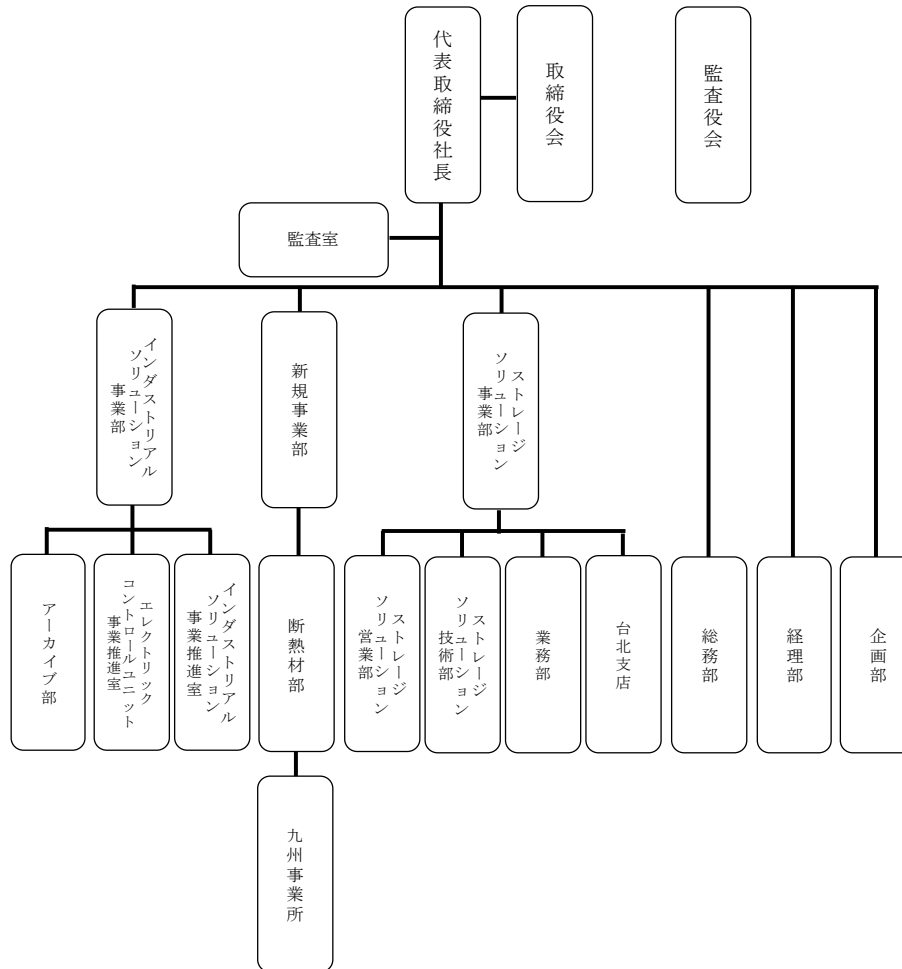 代表取締役社長
取締役会
監査役会
監査室
インダストリアル
ソリューション
事業部
新規事業部
ストレージ
ソリューション
事業部
アーカイブ部
エレクトリック
コントロールユニット
事業推進室
インダストリアル
ソリューション
事業推進室
断熱材部
ストレージ
ソリューション
営業部
ストレージ
ソリューション
技術部
業務部
台北支店
総務部
経理部
企画部
九州事業所